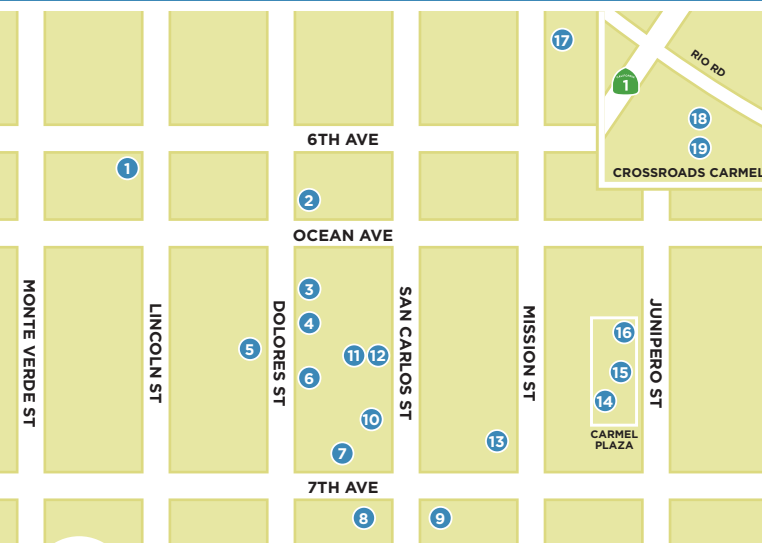 17
RIO RD
1
18
19
CROSSROADS CARMEL
6TH AVE
1
2
OCEAN AVE
MONTE VERDE ST
LINCOLN ST
DOLORES ST
SAN CARLOS ST
MISSION ST
JUNIPERO ST
3
4
5
11
12
6
16
15
14
10
CARMEL
PLAZA
13
7
7TH AVE
8
9